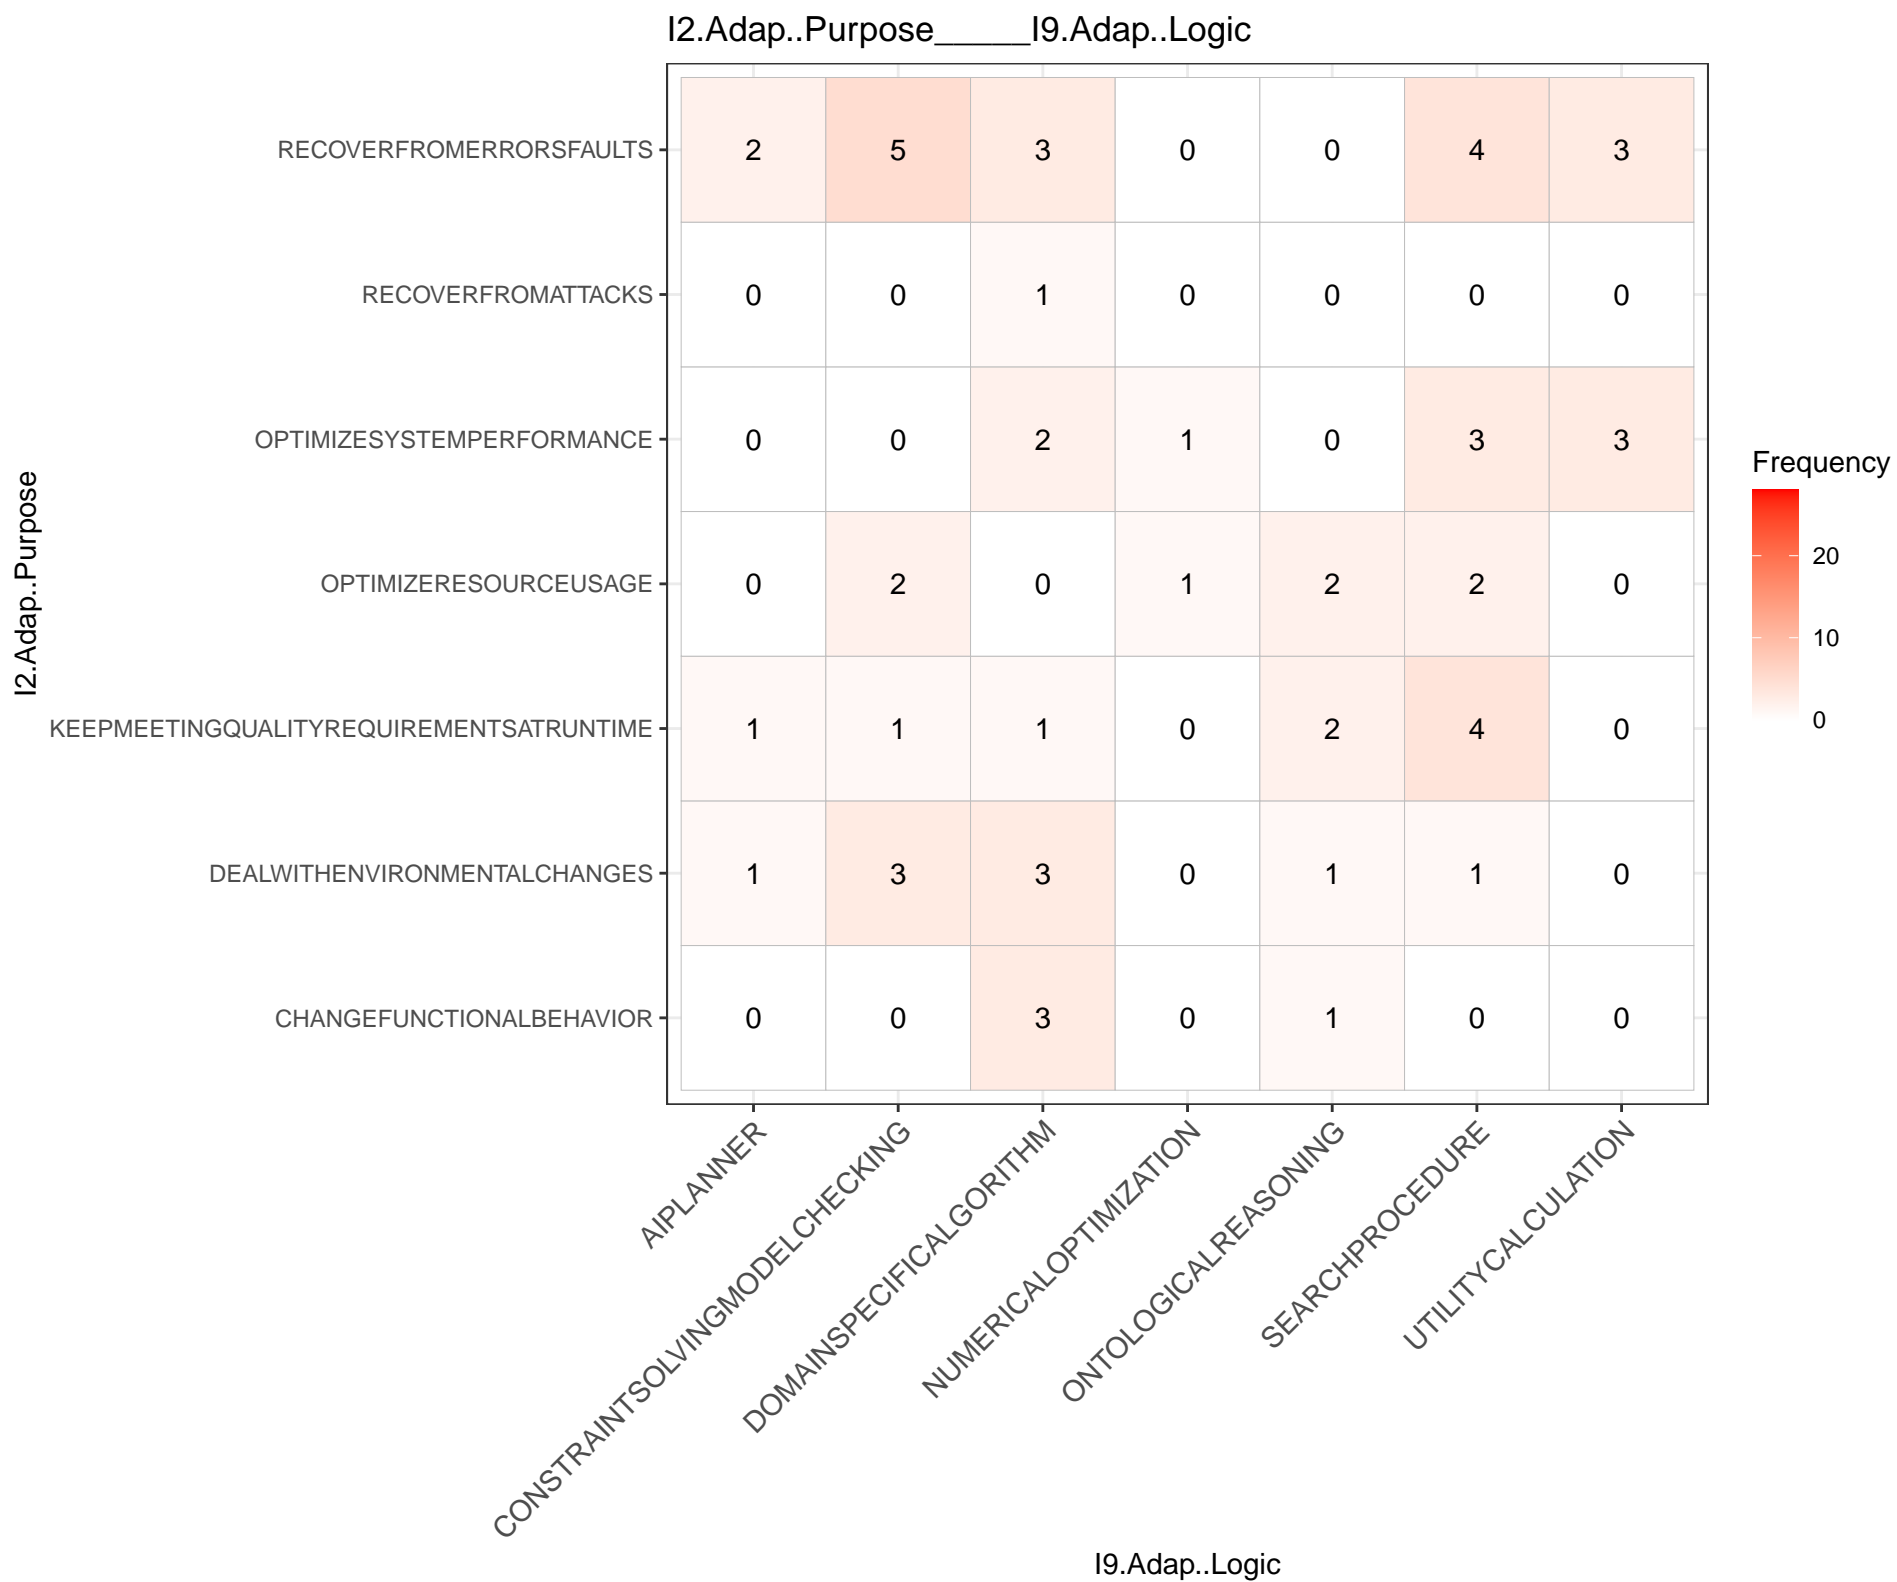 I2.Adap..Purpose_____I9.Adap..Logic
I2.Adap..Purpose
RECOVERFROMERRORSFAULTS 2 5 3 0 0 4 3
RECOVERFROMATTACKS 0 0 1 0 0 0 0
OPTIMIZESYSTEMPERFORMANCE 0 0 2 1 0 3 3
OPTIMIZERESOURCEUSAGE 0 2 0 1 2 2 0
KEEPMEETINGQUALITYREQUIREMENTSATRUNTIME 1 1 1 0 2 4 0
DEALWITHENVIRONMENTALCHANGES 1 3 3 0 1 1 0
CHANGEFUNCTIONALBEHAVIOR 0 0 3 0 1 0 0
AIPLANNER
CONSTRAINTSOLVINGMODELCHECKING
DOMAINSPECIFICALGORITHM
NUMERICALOPTIMIZATION
ONTOLOGICALREASONING
SEARCHPROCEDURE
UTILITYCALCULATION
I9.Adap..Logic
Frequency
20
10
0